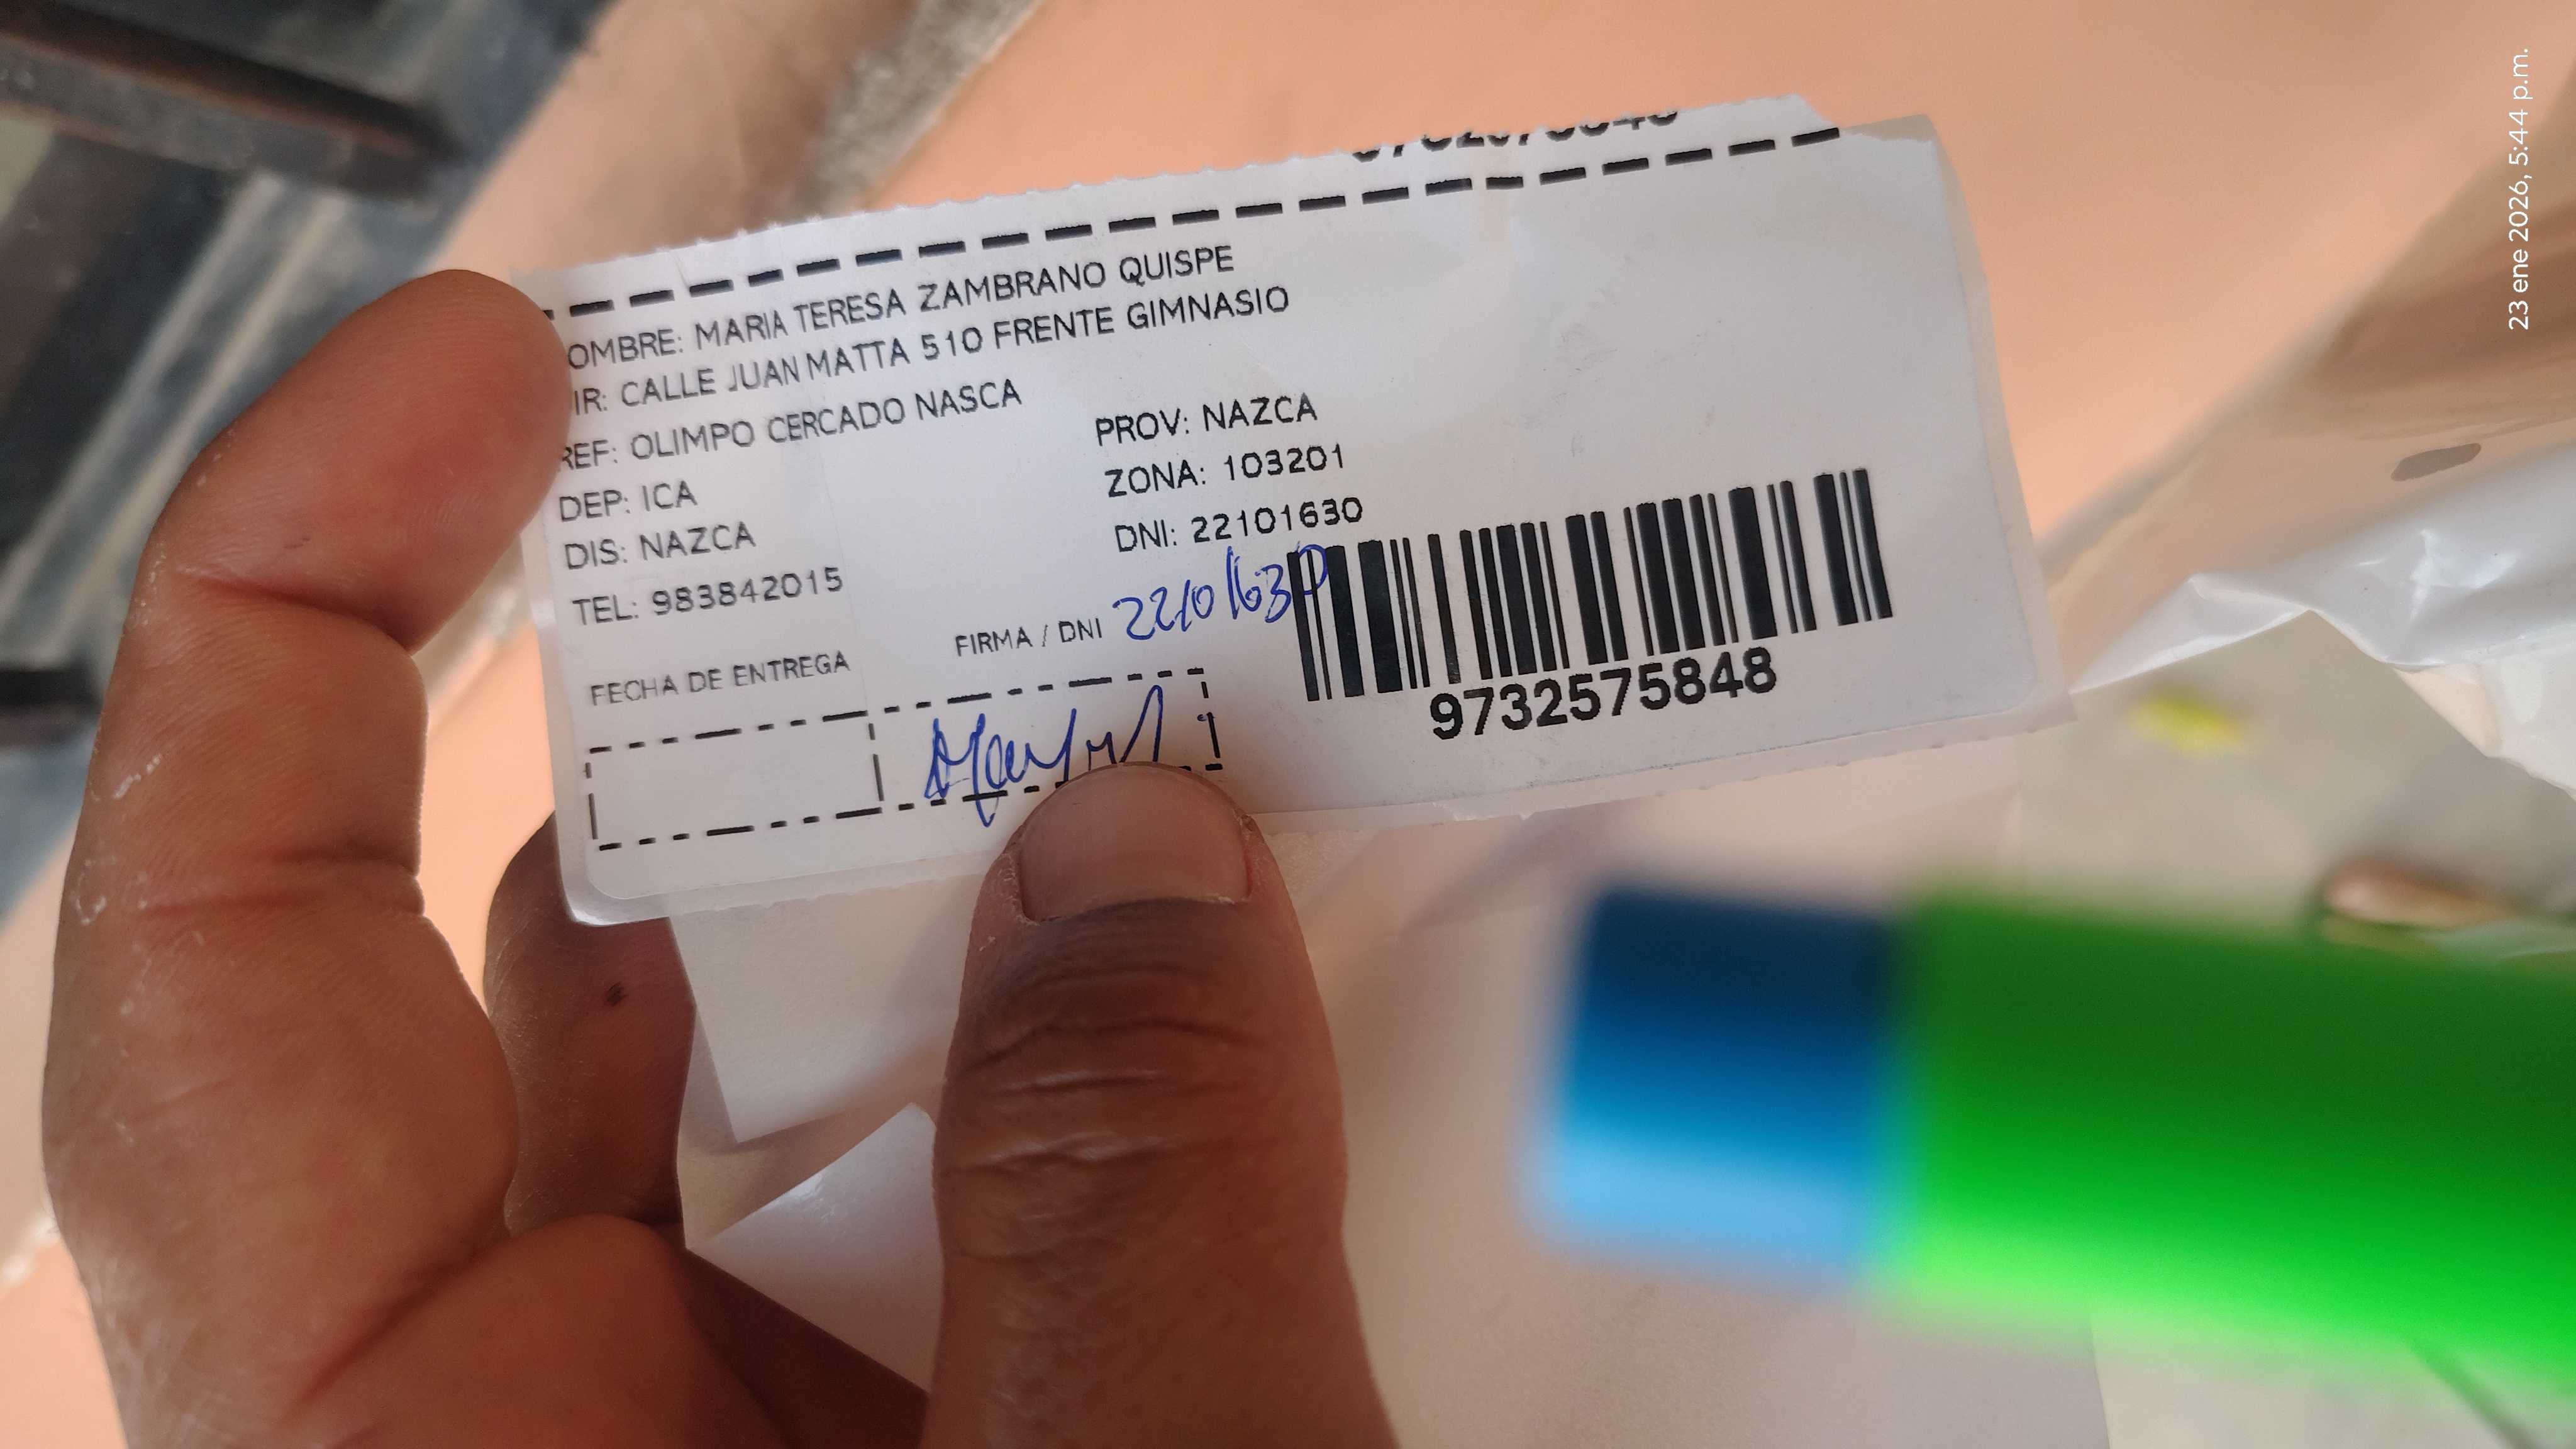 OMBRE: MARIA TERESA ZAMBRANO QUISPE
IR: CALLE JUAN MATTA 510 FRENTE GIMNASIO
REF: OLIMPO CERCADO NASCA
DEP: ICA
PROV: NAZCA
DIS: NAZCA
ZONA: 103201
TEL: 983842015
DNI: 22101630
FECHA DE ENTREGA
FIRMA / DNI 22101630
9732575848
23 ene 2026, 5:44 p.m.